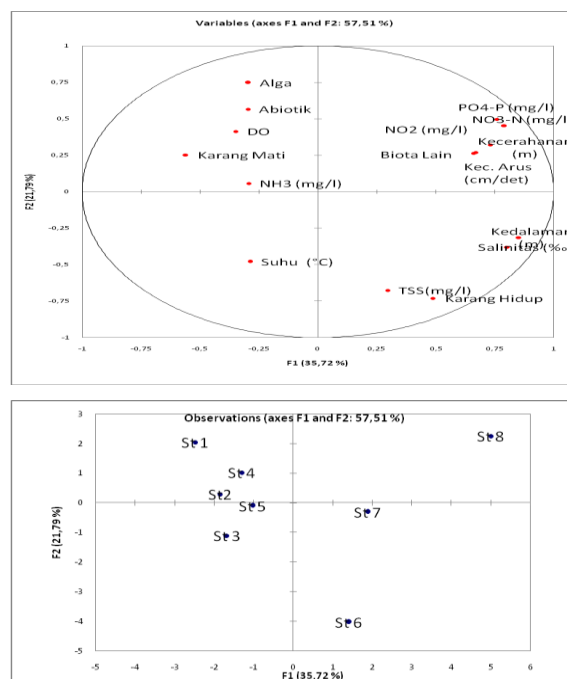 Variables (axes F1 and F2: 57,51 %)
1
0,75
0,5
0,25
0
-0,25
-0,5
-0,75
-1
F2 (21,79 %)
Alga
Abiotik
DO
Karang Mati
NH3 (mg/l)
Suhu (°C)
PO4-P (mg/l)
NO3-N (mg/l
NO2 (mg/l)
Kecerahanan
(m)
Biota Lain
Kec. Arus
(cm/det)
Kedalaman
(m)
Salinitas (‰
TSS(mg/l)
Karang Hidup
-1 -0,75 -0,5 -0,25 0 0,25 0,5 0,75 1
F1 (35,72 %)
Observations (axes F1 and F2: 57,51 %)
3
2
1
0
-1
-2
-3
-4
-5
F2 (21,79 %)
St 1
St 8
St 4
St 2
St 5
St 7
St 3
St 6
-5 -4 -3 -2 -1 0 1 2 3 4 5 6
F1 (35,72 %)